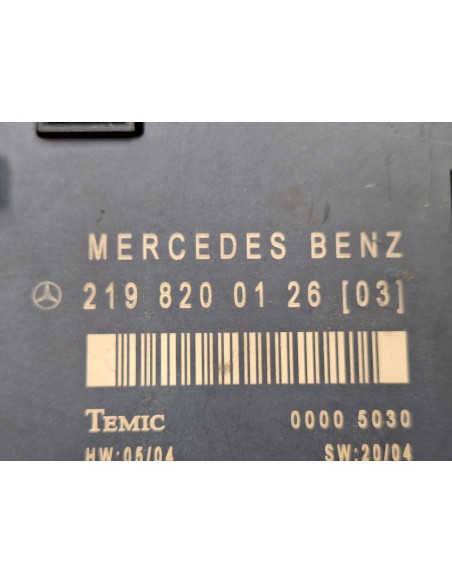 MERCEDES BENZ
219 820 01 26 [03]
TEMIC 0000 5030
HW:05/04 SW:20/04